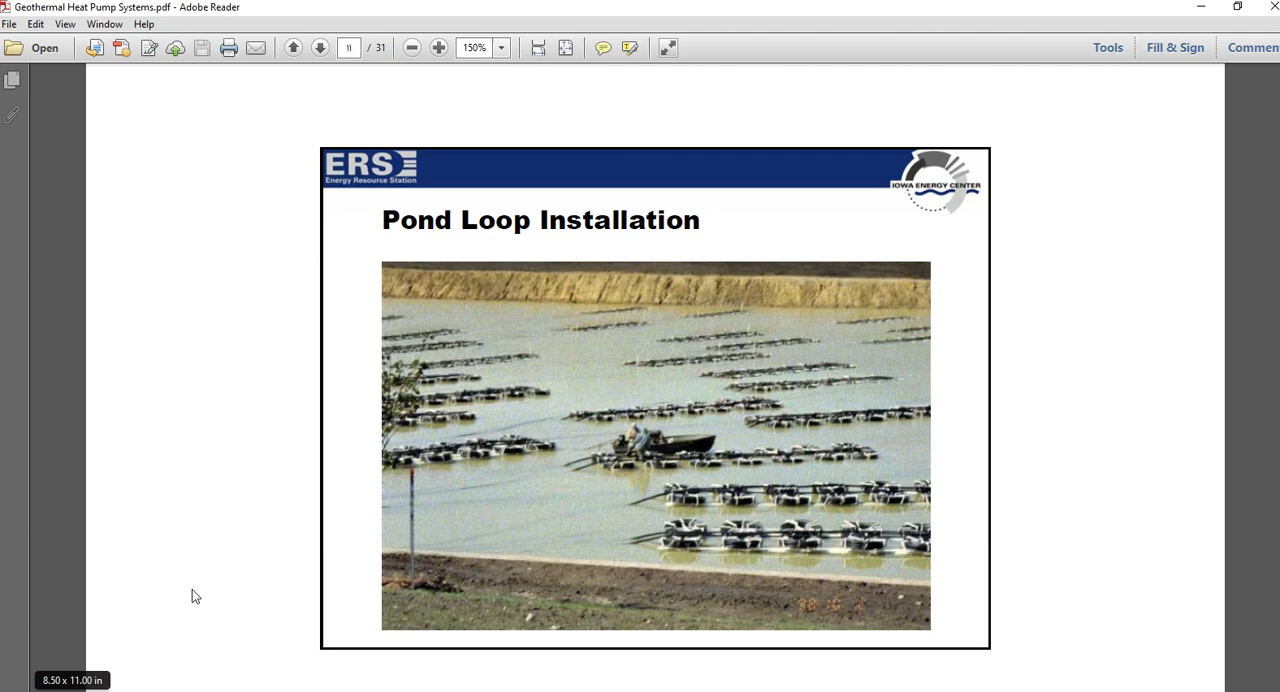 Geothermal Heat Pump Systems.pdf - Adobe Reader
File Edit View Window Help
Open
11 / 31
150%
Tools
Fill & Sign
Commen
ERS
Energy Resource Station
IOWA ENERGY CENTER
Pond Loop Installation
8.50 x 11.00 in